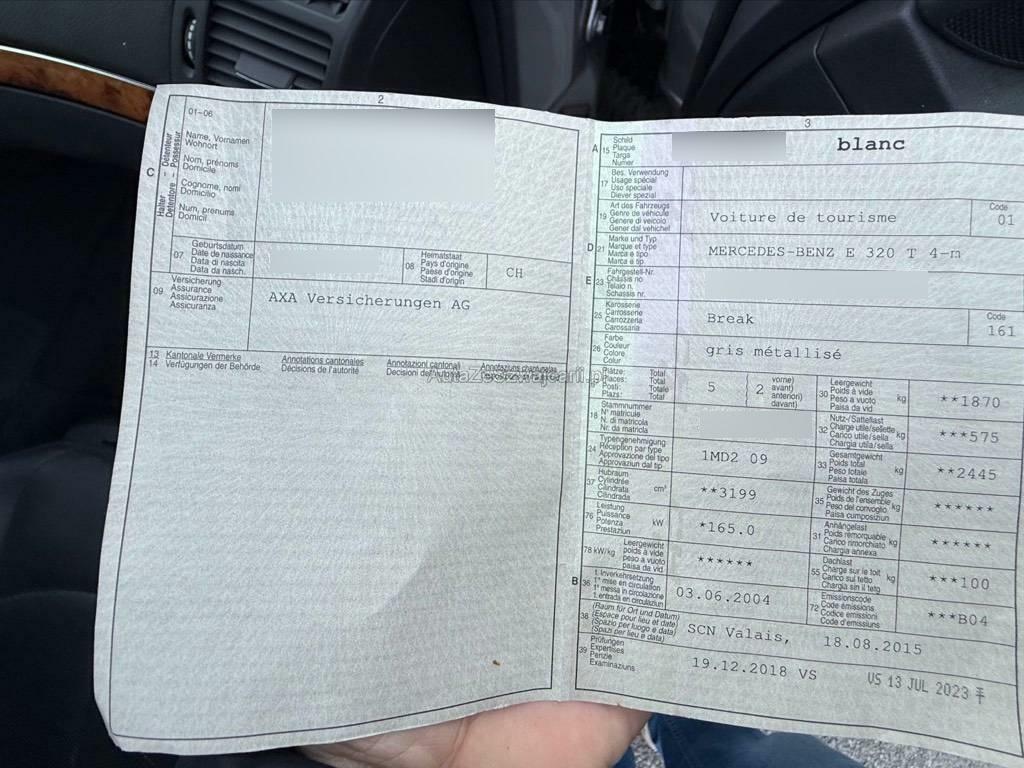 2
01-06
Halter - Détenteur
Detentore - Possessur
C
Name, Vornamen
Wohnort
Nom, prénoms
Domicile
Cognome, nomi
Domicilio
Num, prenums
Domicil
07
Geburtsdatum
Date de naissance
Data di nascita
Data da nasch.
08
Heimatstaat
Pays d'origine
Paese d'origine
Stadi d'origin
CH
09
Versicherung
Assurance
Assicurazione
Assicuranza
AXA Versicherungen AG
13 Kantonale Vermerke Annotations cantonales Annotazioni cantonali Annotaziuns chantunalas
14 Verfügungen der Behörde Décisions de l'autorité Decisioni dell'autorità
3
A 15
Schild
Plaque
Targa
Numer
blanc
17
Bes. Verwendung
Usage spécial
Uso speciale
Diever spezial
19
Art des Fahrzeugs
Genre de véhicule
Genere di veicolo
Gener dal vehichel
Voiture de tourisme
Code
01
D 21
Marke und Typ
Marque et type
Marca e tipo
Marca e tip
MERCEDES-BENZ E 320 T 4-m
E 23
Fahrgestell-Nr.
Châssis no
Telaio n.
Schassis nr.
25
Karosserie
Carrosserie
Carrozzeria
Carossaria
Break
Code
161
26
Farbe
Couleur
Colore
Colur
gris métallisé
Plätze: Total
Places: Total
Posti: Totale
Plazs: Total
5
2
vorne)
avant)
anteriori)
davant)
30
Leergewicht
Poids à vide
Peso a vuoto
Paisa da vid
kg
**1870
18
Stammnummer
N° matricule
N. di matricola
Nr. da matricla
32
Nutz-/Sattellast
Charge utile/sellette
Carico utile/sella
Chargia utila/sella
kg
***575
24
Typengenehmigung
Réception par type
Approvazione del tipo
Approvaziun dal tip
1MD2 09
33
Gesamtgewicht
Poids total
Peso totale
Paisa totala
kg
**2445
37
Hubraum
Cylindrée
Cilindrata
Cilindrada
cm³
**3199
35
Gewicht des Zuges
Poids de l'ensemble
Peso del convoglio
Paisa cumposiziun
kg
******
76
Leistung
Puissance
Potenza
Prestaziun
kW
*165.0
31
Anhängelast
Poids remorquable
Carico rimorchiato
Chargia annexa
kg
******
78 kW/kg
Leergewicht
poids à vide
peso a vuoto
paisa da vid
******
55
Dachlast
Charge sur le toit
Carico sul tetto
Chargia sin il tetg
kg
***100
B 36
1. Inverkehrsetzung
1re mise en circulation
1a messa in circolazione
1. entrada en circulaziun
03.06.2004
72
Emissionscode
Code émissions
Codice emissioni
Code d'emissiuns
***B04
38
(Raum für Ort und Datum)
(Espace pour lieu et date)
(Spazio per luogo e data)
(Spazi per lieu e data)
SCN Valais, 18.08.2015
39
Prüfungen
Expertises
Perizie
Examinaziuns
19.12.2018 VS
VS 13 JUL 2023